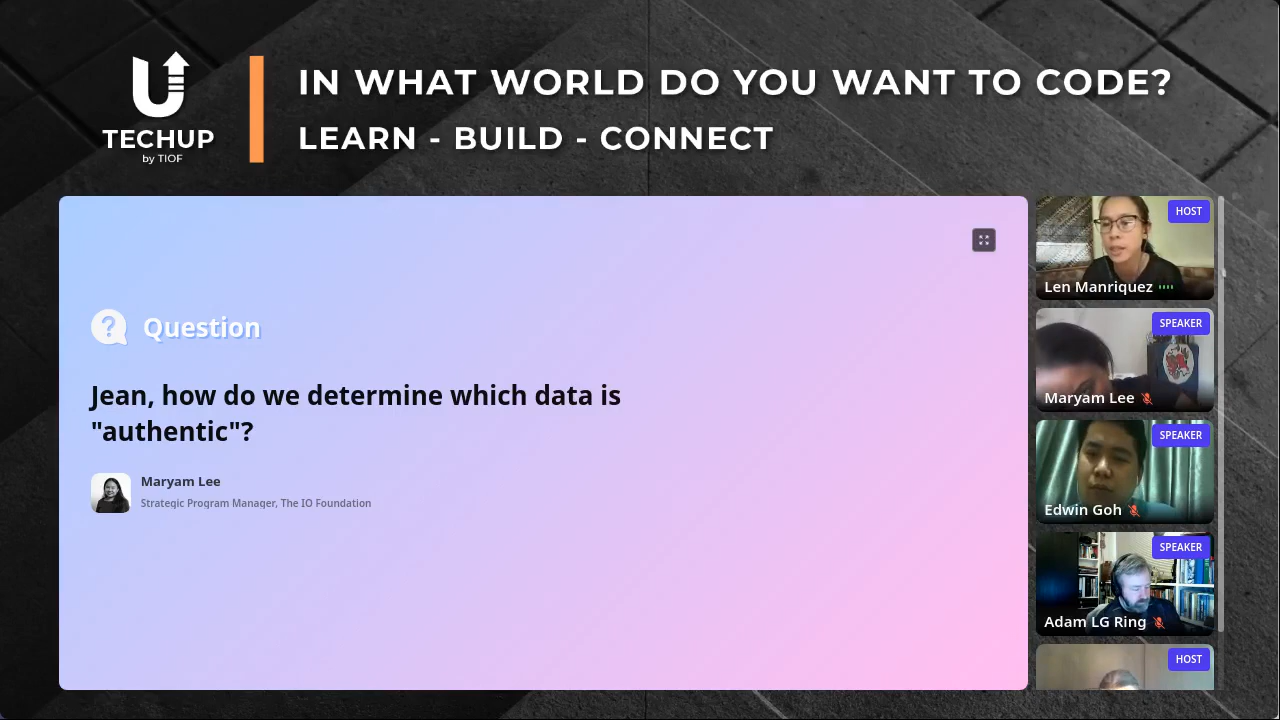 TECHUP
by TIOF
IN WHAT WORLD DO YOU WANT TO CODE?
LEARN - BUILD - CONNECT
Question
Jean, how do we determine which data is
"authentic"?
Maryam Lee
Strategic Program Manager, The IO Foundation
HOST
Len Manriquez
SPEAKER
Maryam Lee
SPEAKER
Edwin Goh
SPEAKER
Adam LG Ring
HOST